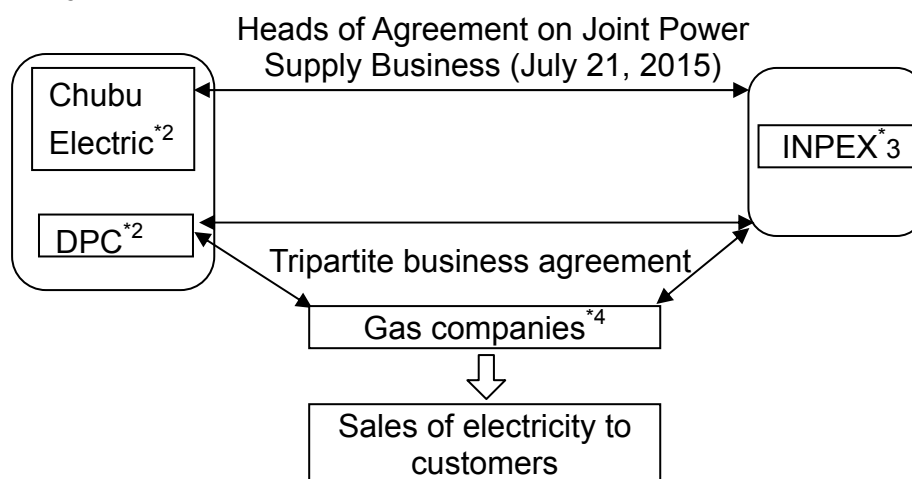 Heads of Agreement on Joint Power
Supply Business (July 21, 2015)
Chubu
Electric*2
INPEX*3
DPC*2
Tripartite business agreement
Gas companies*4
Sales of electricity to
customers